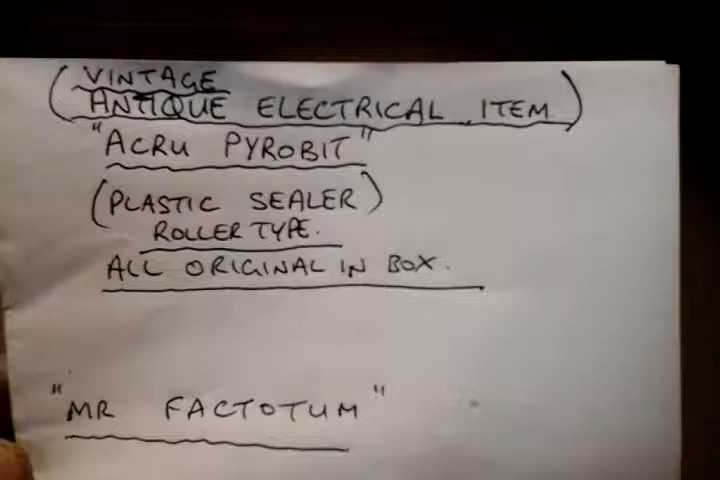 (VINTAGE
ANTIQUE ELECTRICAL ITEM)
"ACRU PYROBIT"
(PLASTIC SEALER)
ROLLER TYPE.
ALL ORIGINAL IN BOX.
"MR FACTOTUM"